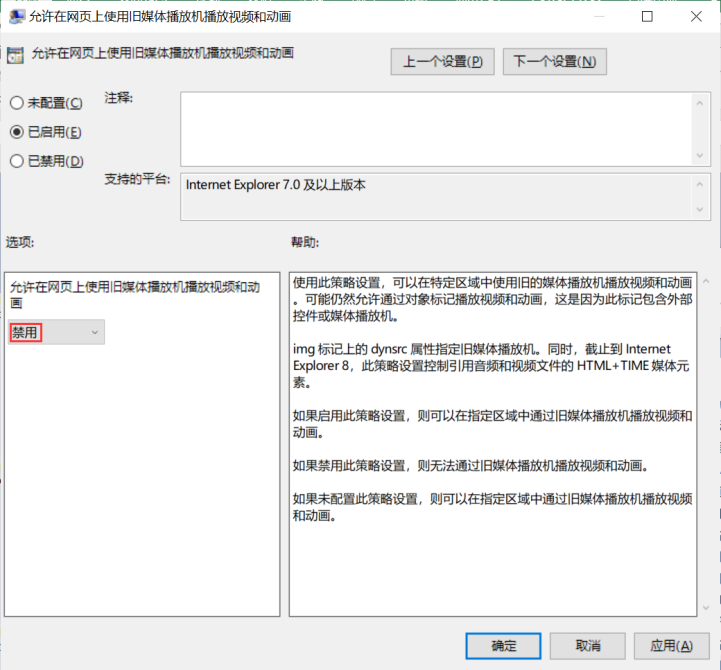 允许在网页上使用旧媒体播放机播放视频和动画
允许在网页上使用旧媒体播放机播放视频和动画
上一个设置(P)
下一个设置(N)
未配置(C)
注释:
已启用(E)
已禁用(D)
支持的平台:
Internet Explorer 7.0 及以上版本
选项:
帮助:
允许在网页上使用旧媒体播放机播放视频和动
画
禁用
使用此策略设置，可以在特定区域中使用旧的媒体播放机播放视频和动画
。可能仍然允许通过对象标记播放视频和动画，这是因为此标记包含外部
控件或媒体播放机。
img 标记上的 dynsrc 属性指定旧媒体播放机。同时，截止到 Internet
Explorer 8，此策略设置控制引用音频和视频文件的 HTML+TIME 媒体元
素。
如果启用此策略设置，则可以在指定区域中通过旧媒体播放机播放视频和
动画。
如果禁用此策略设置，则无法通过旧媒体播放机播放视频和动画。
如果未配置此策略设置，则可以在指定区域中通过旧媒体播放机播放视频
和动画。
确定
取消
应用(A)